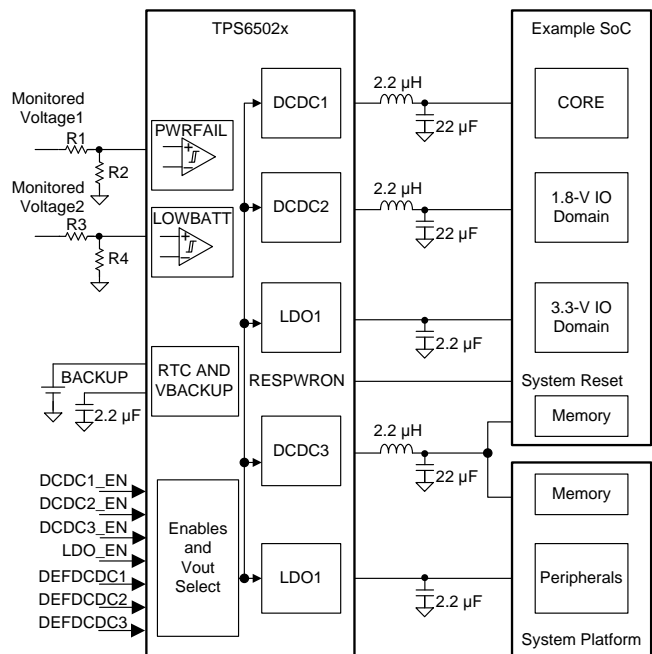 TPS6502x
Example SoC
Monitored
Voltage1
R1
R2
PWRFAIL
+
–
DCDC1
2.2 µH
22 µF
CORE
Monitored
Voltage2
R3
R4
LOWBATT
+
–
DCDC2
2.2 µH
22 µF
1.8-V IO
Domain
LDO1
2.2 µF
3.3-V IO
Domain
BACKUP
2.2 µF
RTC AND
VBACKUP
RESPWRON
System Reset
Memory
DCDC3
2.2 µH
22 µF
Memory
DCDC1_EN
DCDC2_EN
DCDC3_EN
LDO_EN
DEFDCDC1
DEFDCDC2
DEFDCDC3
Enables
and
Vout
Select
LDO1
2.2 µF
Peripherals
System Platform